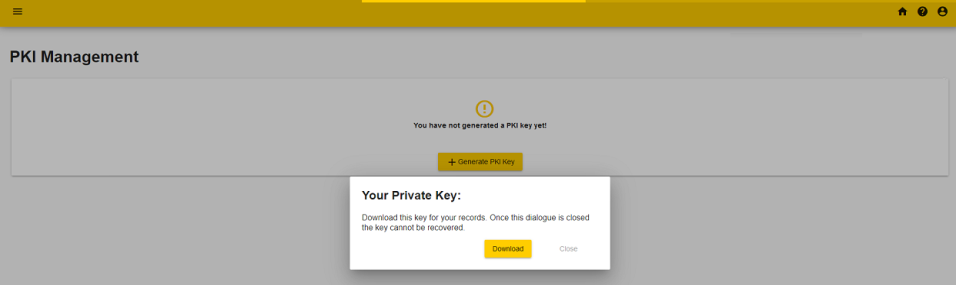 PKI Management
You have not generated a PKI key yet!
+ Generate PKI Key
Your Private Key:
Download this key for your records. Once this dialogue is closed
the key cannot be recovered.
Download Close